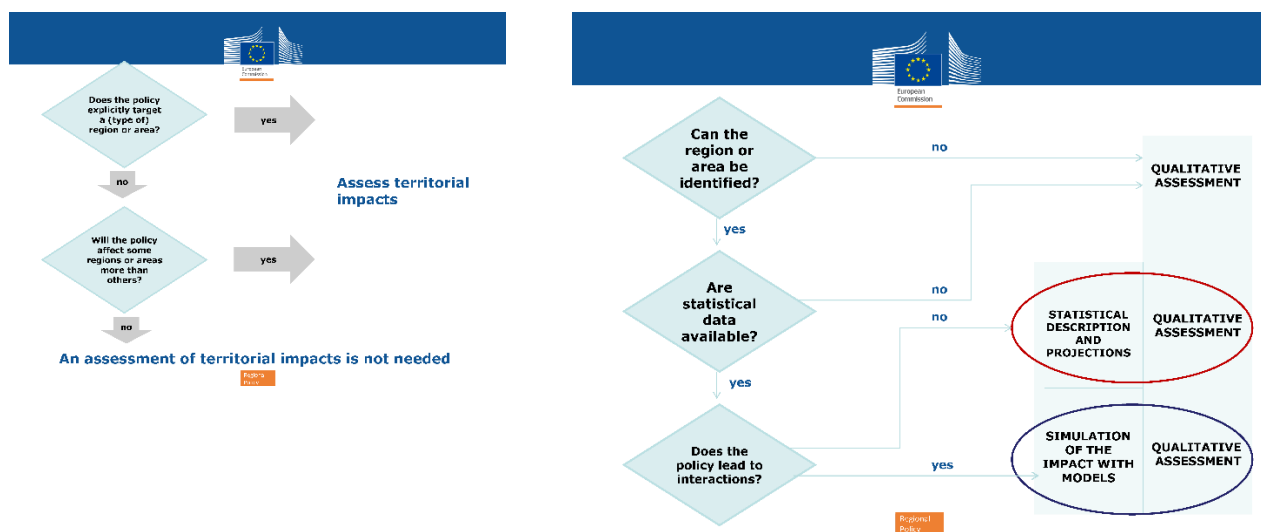 European
Commission
Does the policy
explicitly target
a (type of)
region or area?
yes
no
Assess territorial
impacts
Will the policy
affect some
regions or areas
more than
others?
yes
no
An assessment of territorial impacts is not needed
Regional
Policy
European
Commission
Can the
region or
area be
identified?
no
QUALITATIVE
ASSESSMENT
yes
Are
statistical
data
available?
no
no
STATISTICAL
DESCRIPTION
AND
PROJECTIONS
QUALITATIVE
ASSESSMENT
yes
Does the
policy lead to
interactions?
yes
SIMULATION
OF THE
IMPACT WITH
MODELS
QUALITATIVE
ASSESSMENT
Regional
Policy